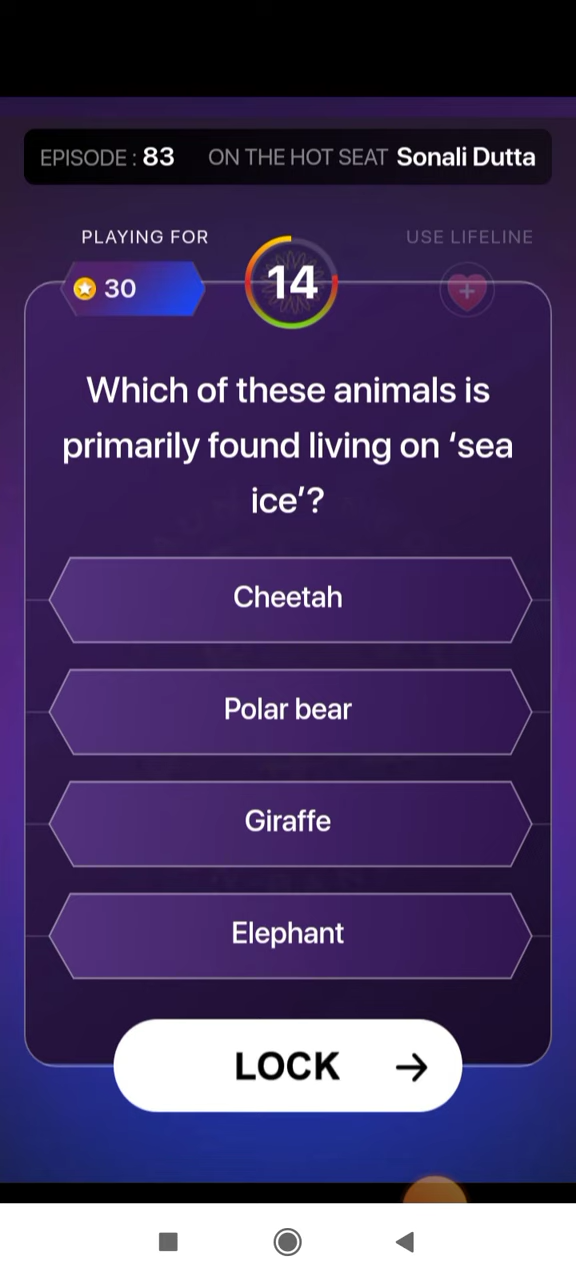 EPISODE : 83 ON THE HOT SEAT Sonali Dutta
PLAYING FOR
USE LIFELINE
30
14
Which of these animals is
primarily found living on ‘sea
ice’?
Cheetah
Polar bear
Giraffe
Elephant
LOCK →